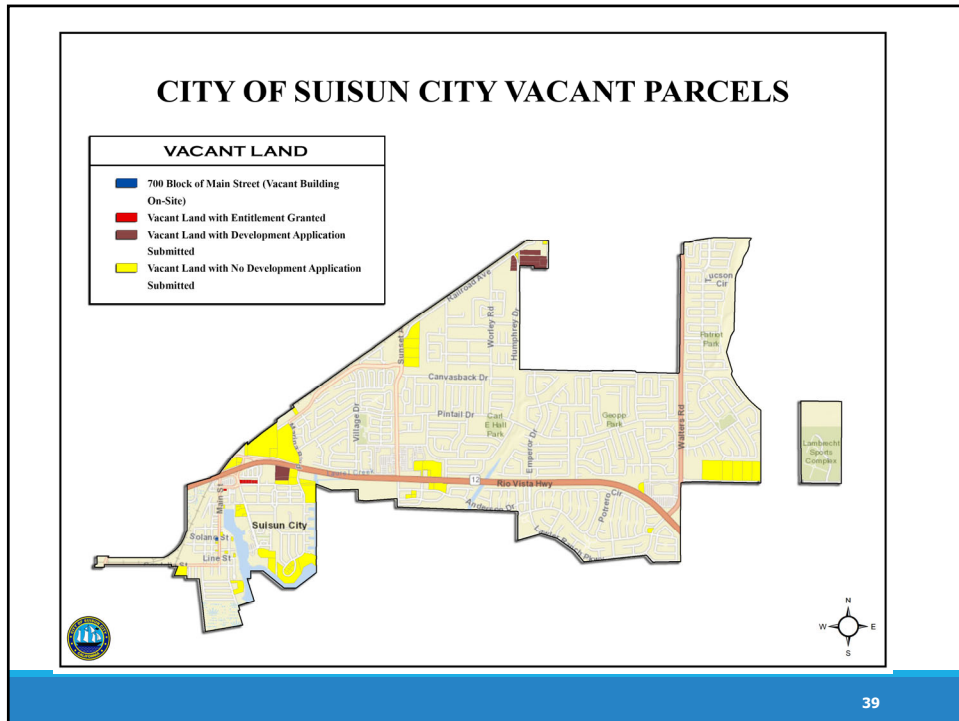 CITY OF SUISUN CITY VACANT PARCELS
VACANT LAND
700 Block of Main Street (Vacant Building
On-Site)
Vacant Land with Entitlement Granted
Vacant Land with Development Application
Submitted
Vacant Land with No Development Application
Submitted
Tucson
Cir
Railroad Ave
Worley Rd
Humphrey Dr
Patriot
Park
Sunset
Canvasback Dr
Village Dr
Pintail Dr
Carl
E Hall
Park
Geopp
Park
Walters Rd
Marina
Emperor Dr
Lambrecht
Sports
Complex
Laurel Creek
12
Rio Vista Hwy
Main St
Anderson Dr
Potrero Cir
Suisun City
Solano St
Line St
N
W
E
S
39